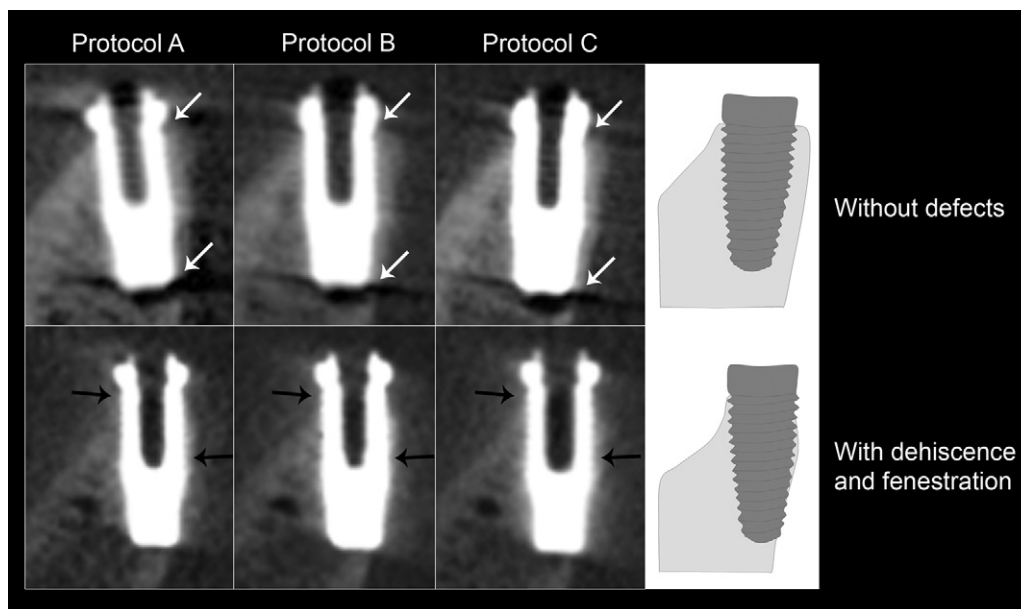 Protocol A
Protocol B
Protocol C
Without defects
With dehiscence
and fenestration